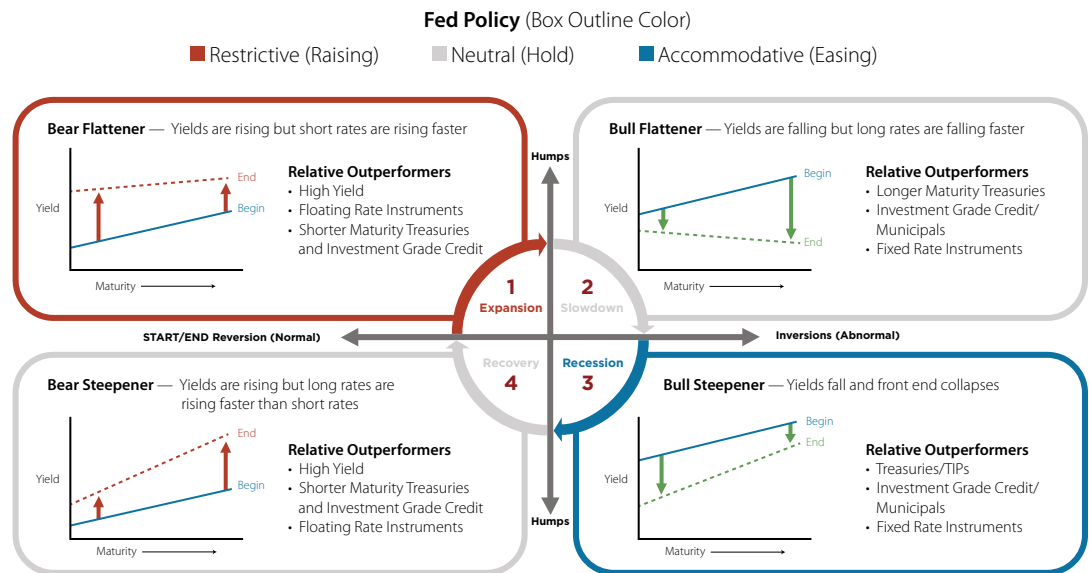 Fed Policy (Box Outline Color)
Restrictive (Raising)
Neutral (Hold)
Accommodative (Easing)
Bear Flattener — Yields are rising but short rates are rising faster
Yield
End
Begin
Maturity
Relative Outperformers
• High Yield
• Floating Rate Instruments
• Shorter Maturity Treasuries
and Investment Grade Credit
Bull Flattener — Yields are falling but long rates are falling faster
Yield
Begin
End
Maturity
Relative Outperformers
• Longer Maturity Treasuries
• Investment Grade Credit/
Municipals
• Fixed Rate Instruments
Humps
1
Expansion
2
Slowdown
START/END Reversion (Normal)
Inversions (Abnormal)
Recovery
4
Recession
3
Humps
Bear Steepener — Yields are rising but long rates are
rising faster than short rates
Yield
End
Begin
Maturity
Relative Outperformers
• High Yield
• Shorter Maturity Treasuries
and Investment Grade Credit
• Floating Rate Instruments
Bull Steepener — Yields fall and front end collapses
Yield
Begin
End
Maturity
Relative Outperformers
• Treasuries/TIPs
• Investment Grade Credit/
Municipals
• Fixed Rate Instruments